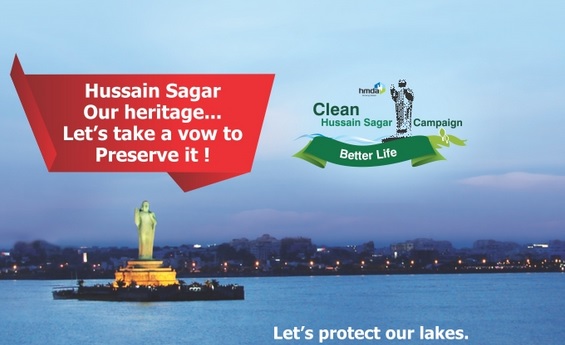 Hussain Sagar
Our heritage...
Let's take a vow to
Preserve it !
hmda
Clean
Hussain Sagar Campaign
Better Life
Let's protect our lakes.